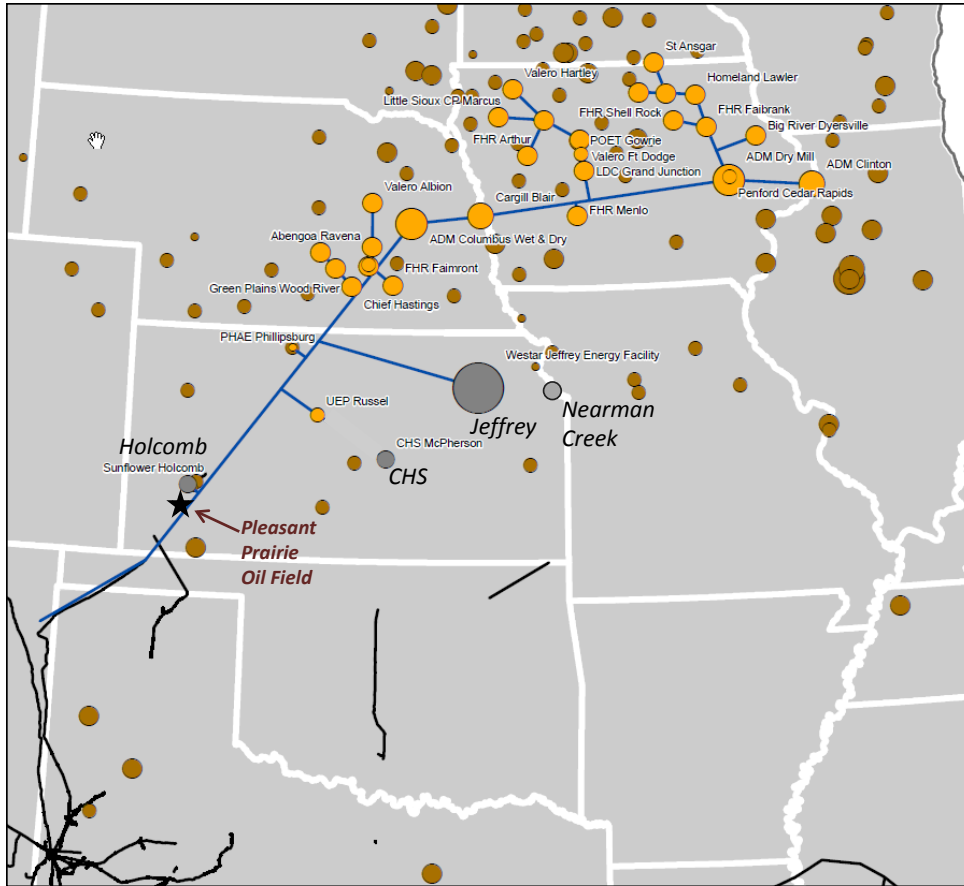 St Ansgar
Valero Hartley
Homeland Lawler
Little Sioux CP Marcus
FHR Shell Rock
FHR Faibrank
Big River Dyersville
FHR Arthur
POET Gowrie
Valero Ft Dodge
ADM Dry Mill
ADM Clinton
LDC Grand Junction
Valero Albion
Cargill Blair
Penford Cedar Rapids
FHR Menlo
Abengoa Ravena
ADM Columbus Wet & Dry
FHR Faimront
Green Plains Wood River
Chief Hastings
PHAE Phillipsburg
Westar Jeffrey Energy Facility
UEP Russel
Jeffrey
Nearman
Creek
Holcomb
CHS McPherson
Sunflower Holcomb
CHS
Pleasant
Prairie
Oil Field